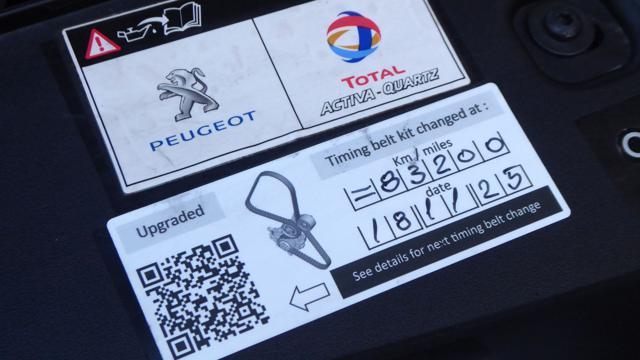 PEUGEOT
TOTAL
ACTIVA-QUARTZ
Upgraded
Timing belt kit changed at :
Km/miles
=83200
date
18/1/25
See details for next timing belt change